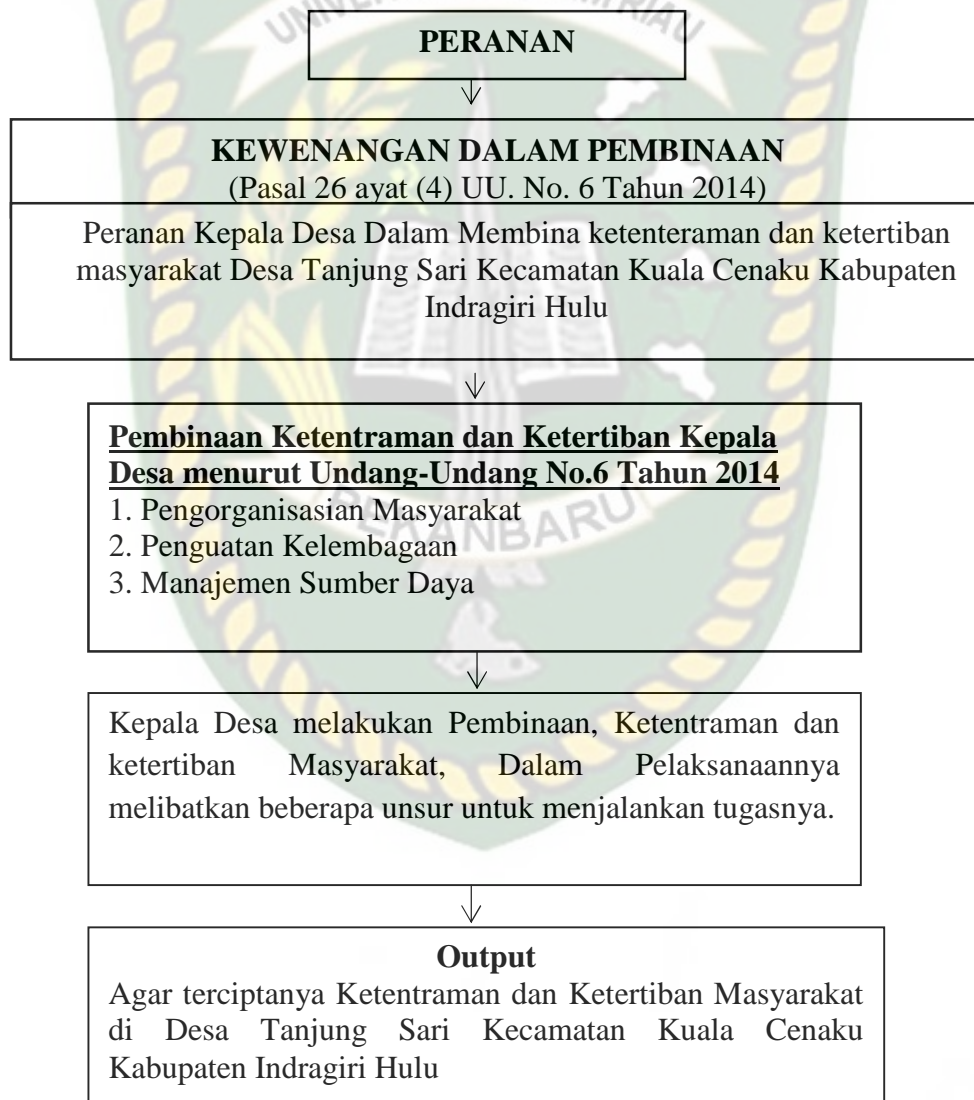 UNIVERSITAS ISLAM RIAU
PERANAN
KEWENANGAN DALAM PEMBINAAN
(Pasal 26 ayat (4) UU. No. 6 Tahun 2014)
Peranan Kepala Desa Dalam Membina ketenteraman dan ketertiban
masyarakat Desa Tanjung Sari Kecamatan Kuala Cenaku Kabupaten
Indragiri Hulu
Pembinaan Ketentraman dan Ketertiban Kepala
Desa menurut Undang-Undang No.6 Tahun 2014
1. Pengorganisasian Masyarakat
2. Penguatan Kelembagaan
3. Manajemen Sumber Daya
PEKANBARU
Kepala Desa melakukan Pembinaan, Ketentraman dan
ketertiban Masyarakat, Dalam Pelaksanaannya
melibatkan beberapa unsur untuk menjalankan tugasnya.
Output
Agar terciptanya Ketentraman dan Ketertiban Masyarakat
di Desa Tanjung Sari Kecamatan Kuala Cenaku
Kabupaten Indragiri Hulu